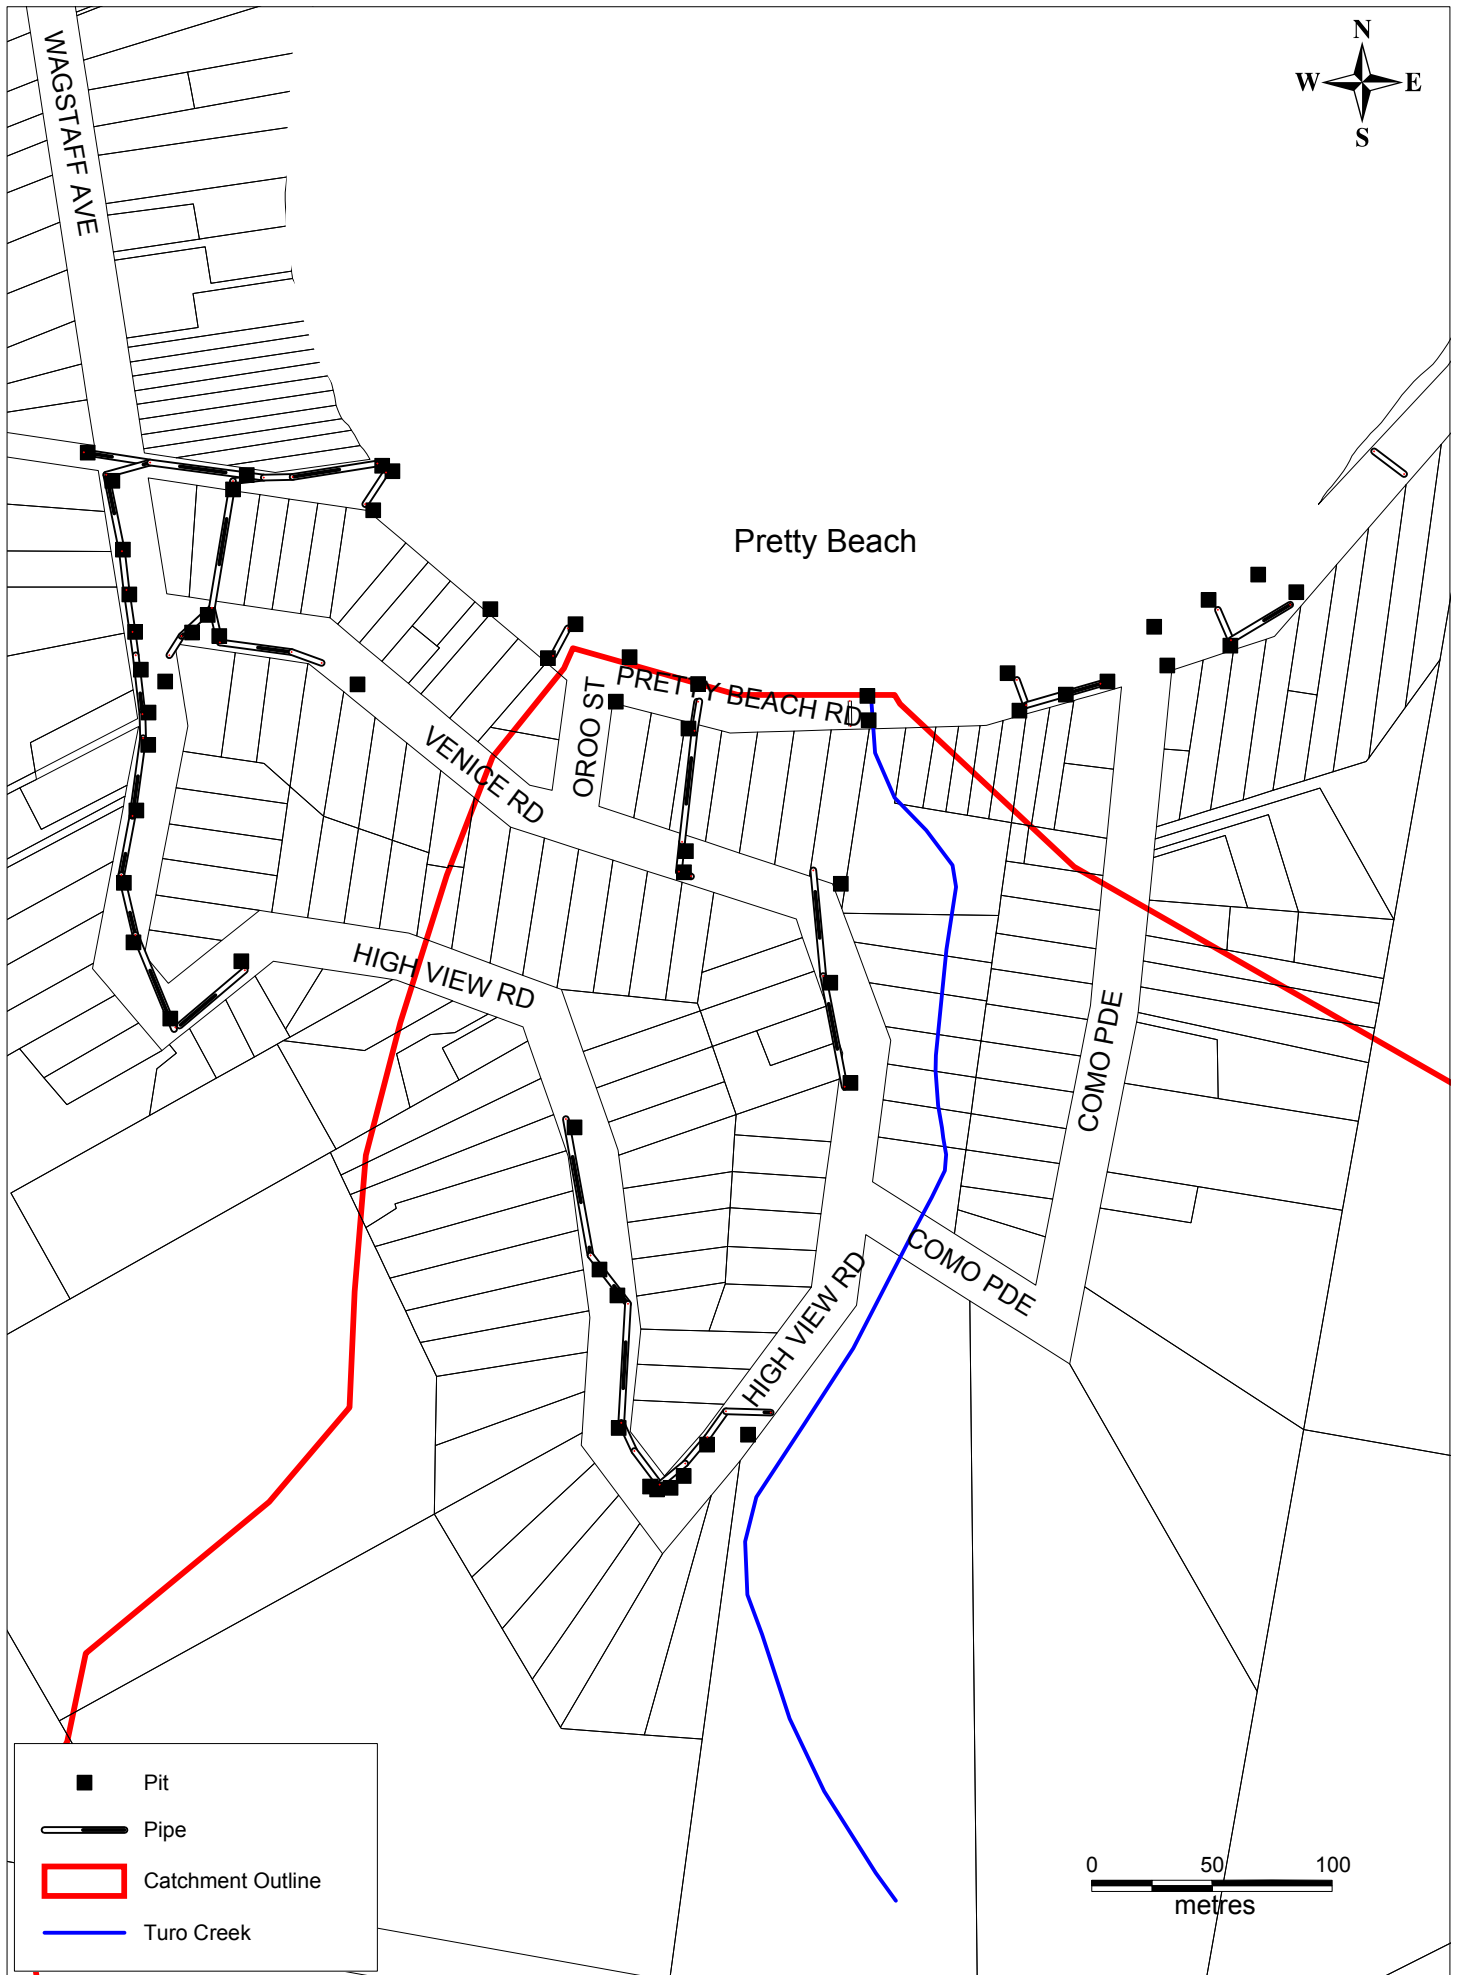 N
W E
S
WAGSTAFF AVE
Pretty Beach
PRETTY BEACH RD
OROO ST
VENICE RD
HIGH VIEW RD
COMO PDE
COMO PDE
HIGH VIEW RD
Pit
Pipe
Catchment Outline
Turo Creek
0 50 100
metres